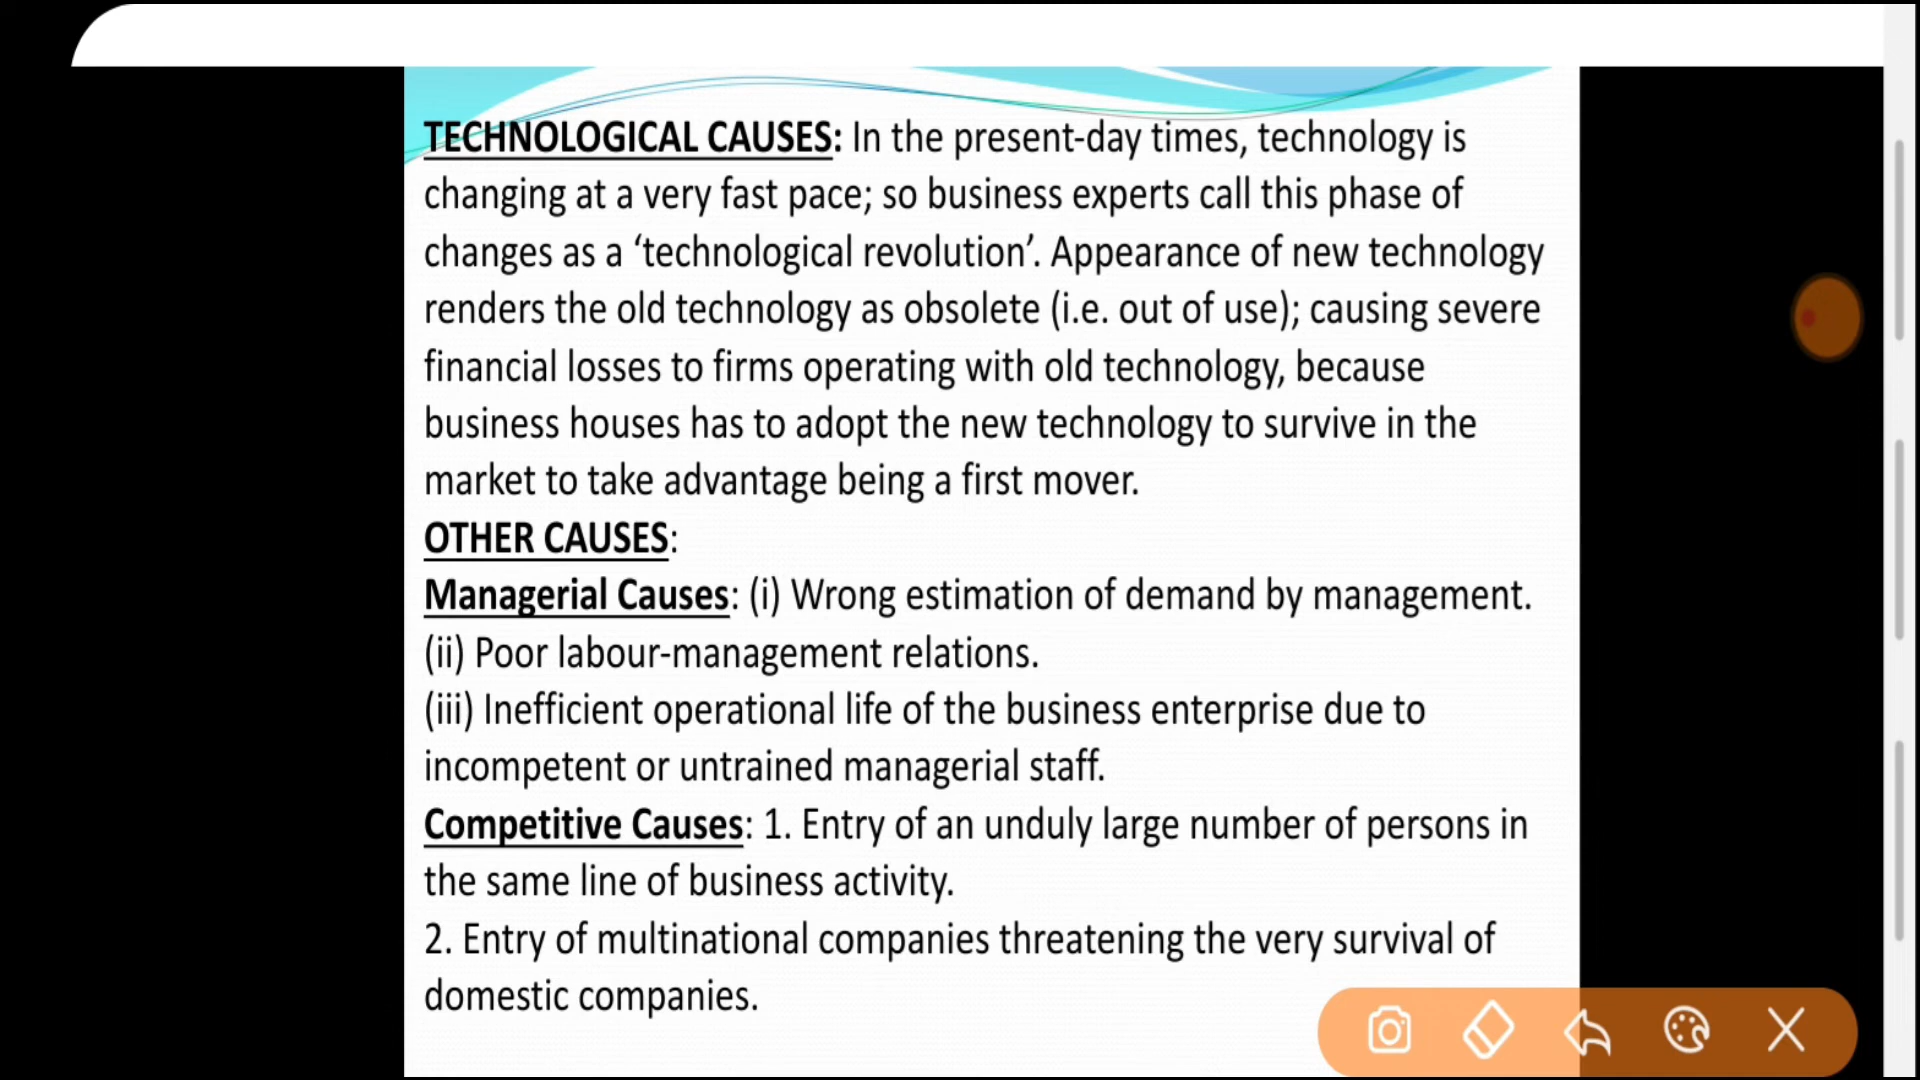 TECHNOLOGICAL CAUSES: In the present-day times, technology is
changing at a very fast pace; so business experts call this phase of
changes as a ‘technological revolution’. Appearance of new technology
renders the old technology as obsolete (i.e. out of use); causing severe
financial losses to firms operating with old technology, because
business houses has to adopt the new technology to survive in the
market to take advantage being a first mover.
OTHER CAUSES:
Managerial Causes: (i) Wrong estimation of demand by management.
(ii) Poor labour-management relations.
(iii) Inefficient operational life of the business enterprise due to
incompetent or untrained managerial staff.
Competitive Causes: 1. Entry of an unduly large number of persons in
the same line of business activity.
2. Entry of multinational companies threatening the very survival of
domestic companies.